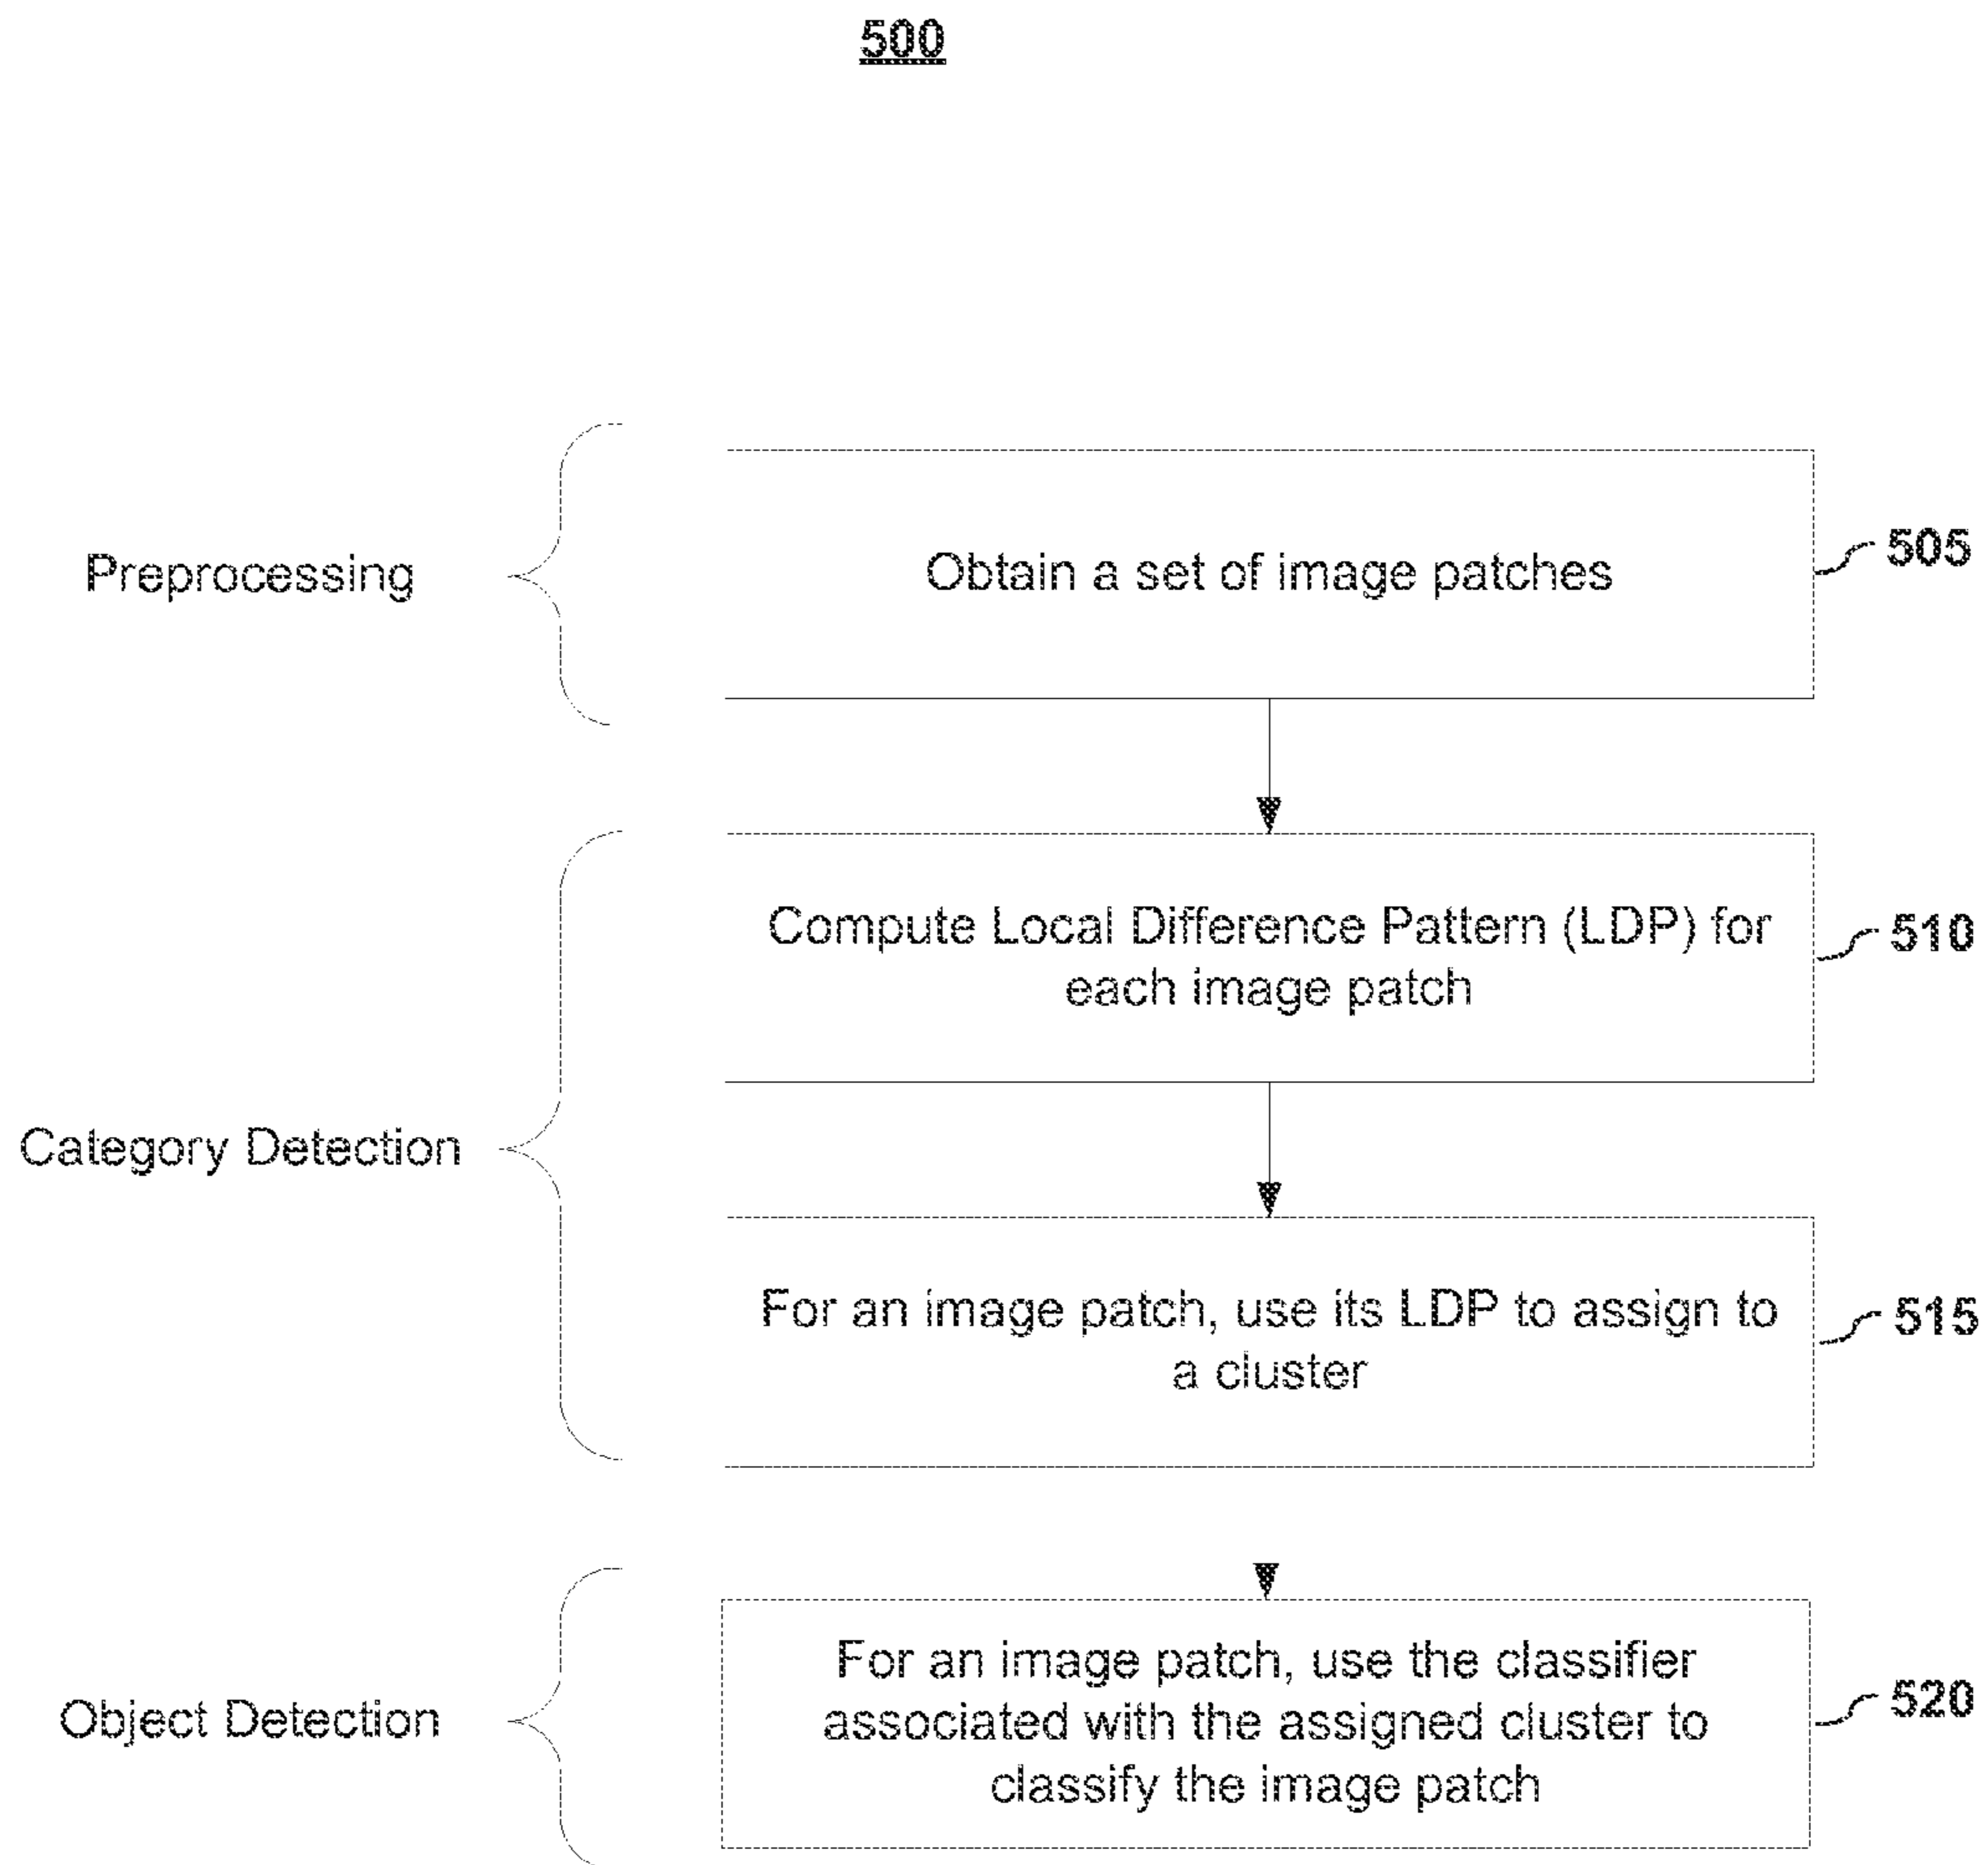 500
Preprocessing
Obtain a set of image patches
505
Compute Local Difference Pattern (LDP) for
each image patch
510
Category Detection
For an image patch, use its LDP to assign to
a cluster
515
Object Detection
For an image patch, use the classifier
associated with the assigned cluster to
classify the image patch
520